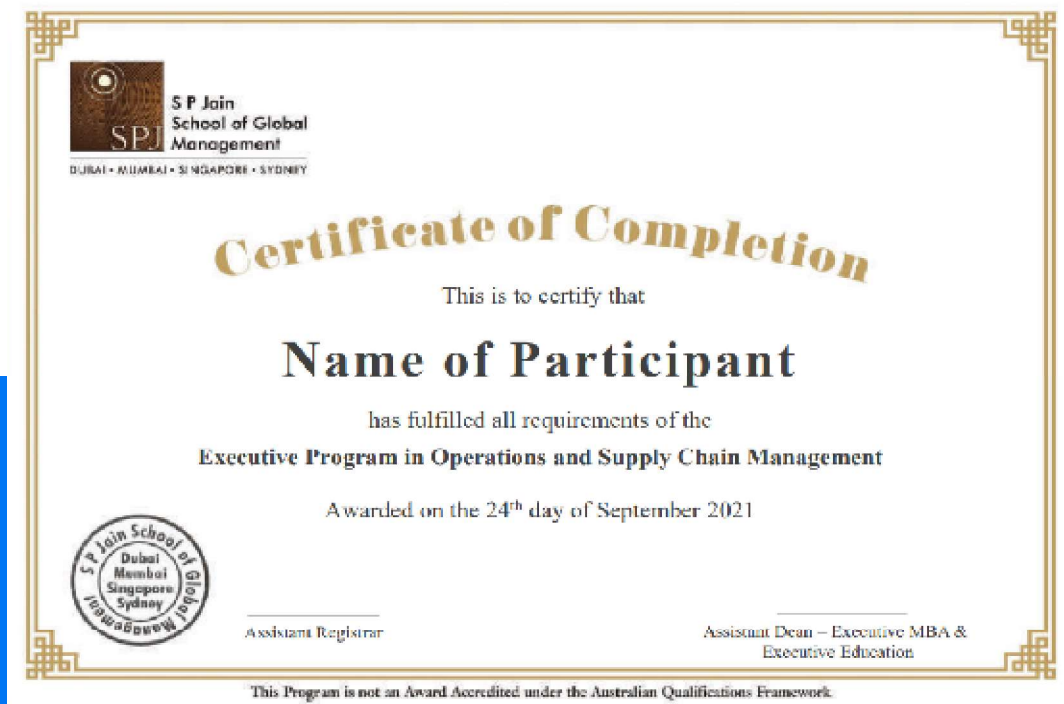 SPJ
S P Jain
School of Global
Management
DUBAI • MUMBAI • SINGAPORE • SYDNEY
Certificate of Completion
This is to certify that
Name of Participant
has fulfilled all requirements of the
Executive Program in Operations and Supply Chain Management
Awarded on the 24th day of September 2021
S P Jain School of Global Management
Dubai
Mumbai
Singapore
Sydney
Assistant Registrar
Assistant Dean – Executive MBA &
Executive Education
This Program is not an Award Accredited under the Australian Qualifications Framework